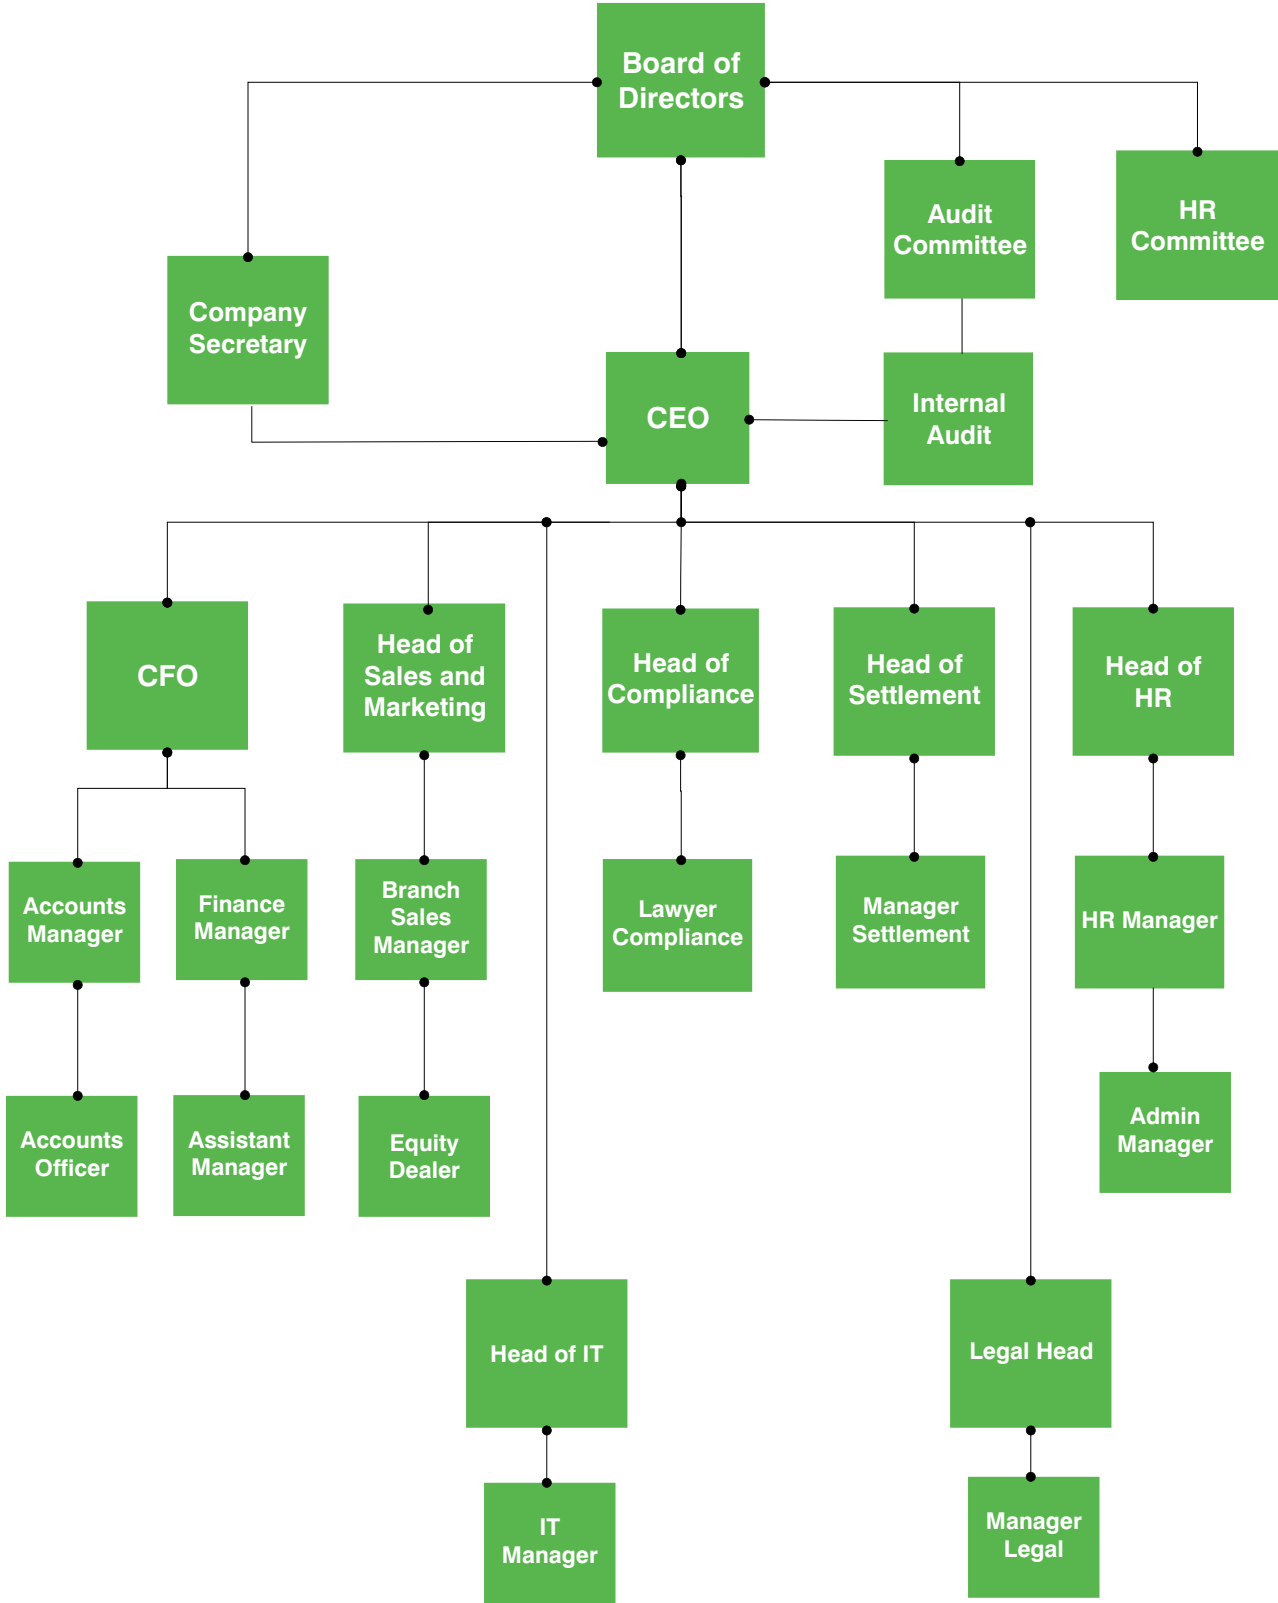 Board of
Directors
Audit
Committee
HR
Committee
Company
Secretary
CEO
Internal
Audit
CFO
Head of
Sales and
Marketing
Head of
Compliance
Head of
Settlement
Head of
HR
Accounts
Manager
Finance
Manager
Branch
Sales
Manager
Lawyer
Compliance
Manager
Settlement
HR Manager
Accounts
Officer
Assistant
Manager
Equity
Dealer
Admin
Manager
Head of IT
Legal Head
IT
Manager
Manager
Legal